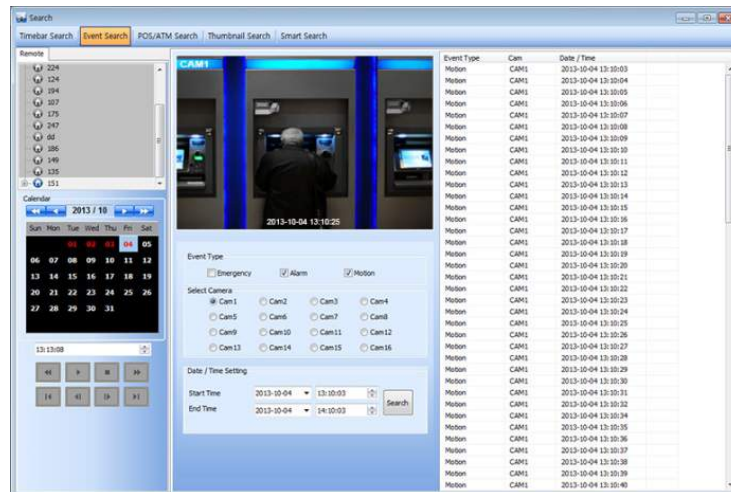 Search
Timebar Search Event Search POS/ATM Search Thumbnail Search Smart Search
Remote
224
124
194
107
175
247
dd
186
149
135
151
Calendar
2013 / 10
Sun Mon Tue Wed Thu Fri Sat
01 02 03 04 05
06 07 08 09 10 11 12
13 14 15 16 17 18 19
20 21 22 23 24 25 26
27 28 29 30 31
13:13:08
CAM1
2013-10-04 13:10:25
Event Type
Emergency Alarm Motion
Select Camera
Cam1 Cam2 Cam3 Cam4
Cam5 Cam6 Cam7 Cam8
Cam9 Cam10 Cam11 Cam12
Cam13 Cam14 Cam15 Cam16
Date / Time Setting
Start Time 2013-10-04 13:10:03
End Time 2013-10-04 14:10:03
Search
Event Type Cam Date / Time
Motion CAM1 2013-10-04 13:10:03
Motion CAM1 2013-10-04 13:10:04
Motion CAM1 2013-10-04 13:10:05
Motion CAM1 2013-10-04 13:10:06
Motion CAM1 2013-10-04 13:10:07
Motion CAM1 2013-10-04 13:10:08
Motion CAM1 2013-10-04 13:10:09
Motion CAM1 2013-10-04 13:10:10
Motion CAM1 2013-10-04 13:10:11
Motion CAM1 2013-10-04 13:10:12
Motion CAM1 2013-10-04 13:10:13
Motion CAM1 2013-10-04 13:10:14
Motion CAM1 2013-10-04 13:10:15
Motion CAM1 2013-10-04 13:10:16
Motion CAM1 2013-10-04 13:10:17
Motion CAM1 2013-10-04 13:10:18
Motion CAM1 2013-10-04 13:10:19
Motion CAM1 2013-10-04 13:10:20
Motion CAM1 2013-10-04 13:10:21
Motion CAM1 2013-10-04 13:10:22
Motion CAM1 2013-10-04 13:10:23
Motion CAM1 2013-10-04 13:10:24
Motion CAM1 2013-10-04 13:10:25
Motion CAM1 2013-10-04 13:10:26
Motion CAM1 2013-10-04 13:10:27
Motion CAM1 2013-10-04 13:10:28
Motion CAM1 2013-10-04 13:10:29
Motion CAM1 2013-10-04 13:10:30
Motion CAM1 2013-10-04 13:10:31
Motion CAM1 2013-10-04 13:10:32
Motion CAM1 2013-10-04 13:10:33
Motion CAM1 2013-10-04 13:10:34
Motion CAM1 2013-10-04 13:10:35
Motion CAM1 2013-10-04 13:10:36
Motion CAM1 2013-10-04 13:10:37
Motion CAM1 2013-10-04 13:10:38
Motion CAM1 2013-10-04 13:10:39
Motion CAM1 2013-10-04 13:10:40